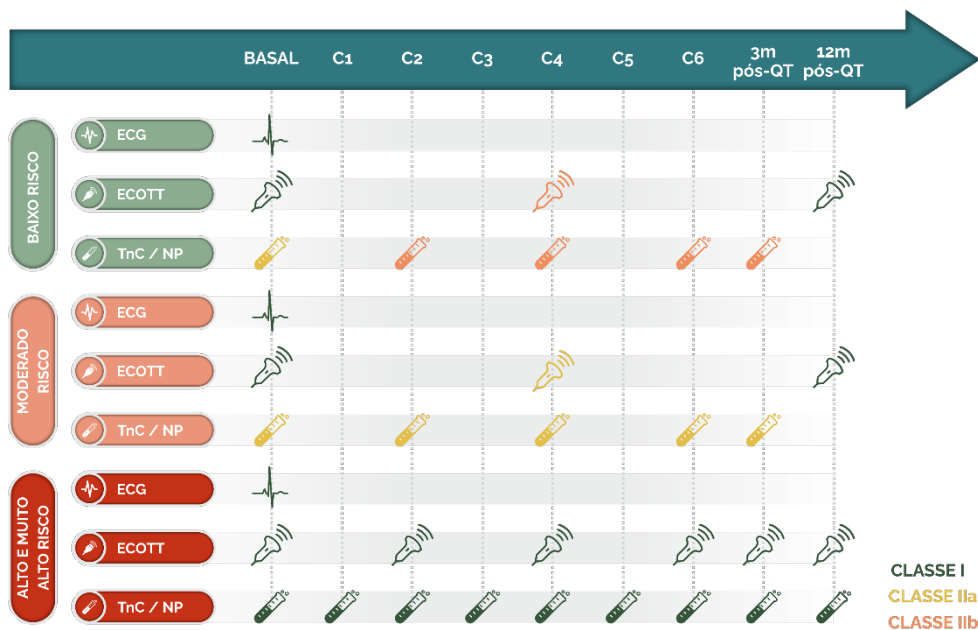 BASAL C1 C2 C3 C4 C5 C6 3m pós-QT 12m pós-QT
BAIXO RISCO
ECG
ECOTT
TnC / NP
MODERADO RISCO
ECG
ECOTT
TnC / NP
ALTO E MUITO ALTO RISCO
ECG
ECOTT
TnC / NP
CLASSE I
CLASSE IIa
CLASSE IIb